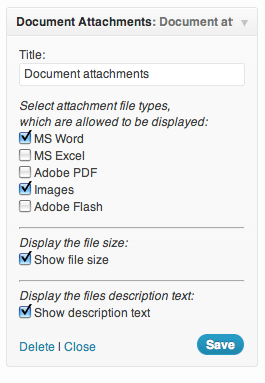 Document Attachments: Document at
Title:
Document attachments
Select attachment file types,
which are allowed to be displayed:
MS Word
MS Excel
Adobe PDF
Images
Adobe Flash
Display the file size:
Show file size
Display the files description text:
Show description text
Delete | Close
Save